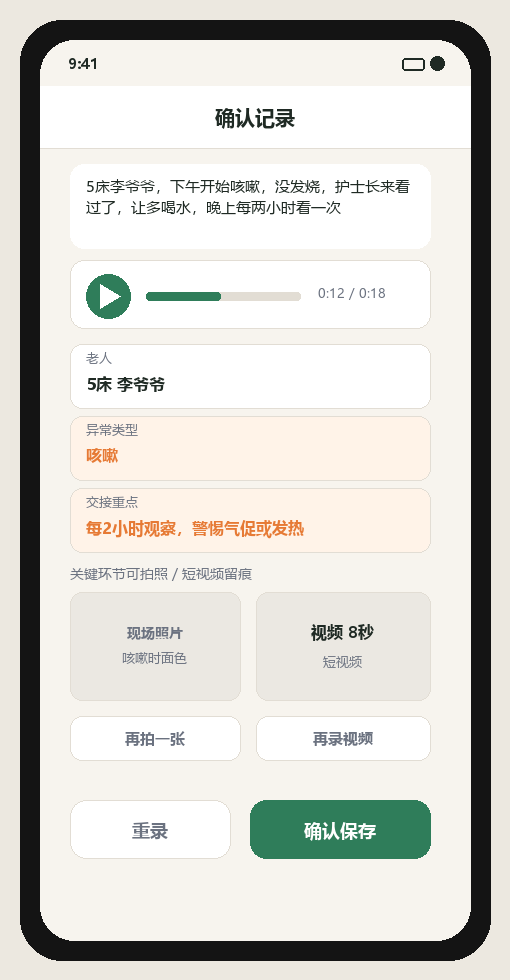 9:41
确认记录
5床李爷爷，下午开始咳嗽，没发烧，护士长来看
过了，让多喝水，晚上每两小时看一次
0:12 / 0:18
老人
5床 李爷爷
异常类型
咳嗽
交接重点
每2小时观察，警惕气促或发热
关键环节可拍照 / 短视频留痕
现场照片
咳嗽时面色
视频 8秒
短视频
再拍一张
再录视频
重录
确认保存